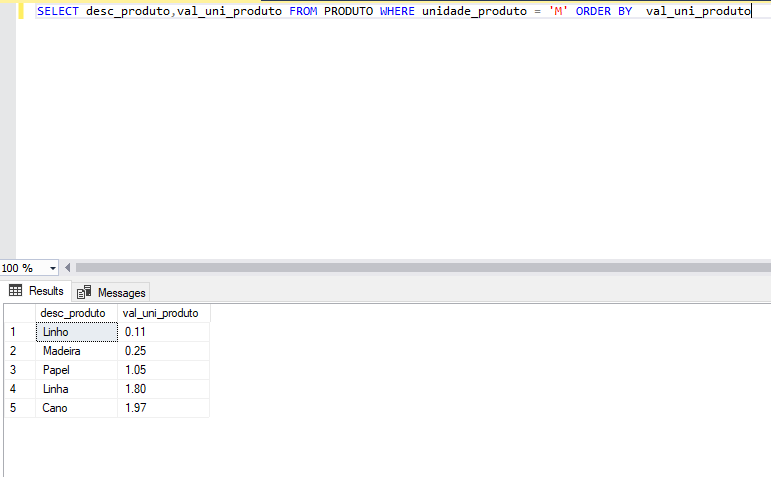 SELECT desc_produto,val_uni_produto FROM PRODUTO WHERE unidade_produto = 'M' ORDER BY  val_uni_produto
100 %
Results Messages
desc_produto val_uni_produto
1 Linho 0.11
2 Madeira 0.25
3 Papel 1.05
4 Linha 1.80
5 Cano 1.97